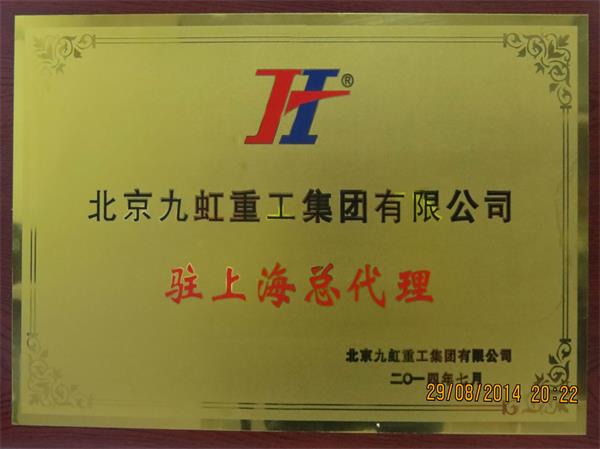 ®
北京九虹重工集团有限公司
驻上海总代理
北京九虹重工集团有限公司
二〇一四年七月
29/08/2014 20:22